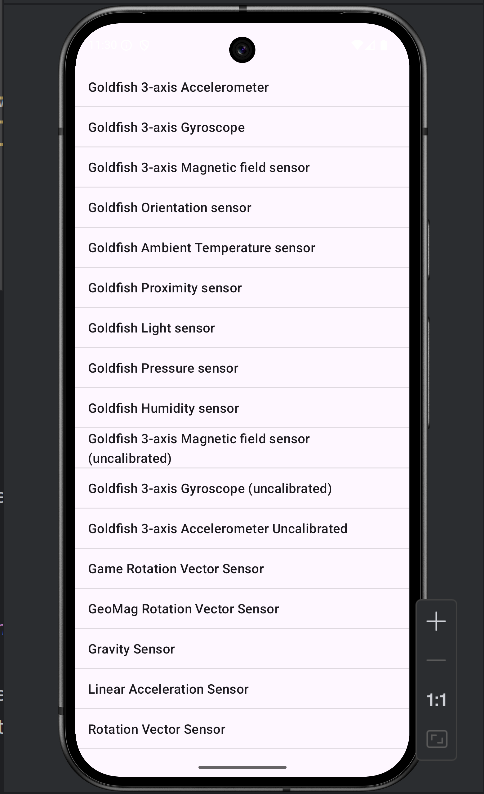 Goldfish 3-axis Accelerometer
Goldfish 3-axis Gyroscope
Goldfish 3-axis Magnetic field sensor
Goldfish Orientation sensor
Goldfish Ambient Temperature sensor
Goldfish Proximity sensor
Goldfish Light sensor
Goldfish Pressure sensor
Goldfish Humidity sensor
Goldfish 3-axis Magnetic field sensor
(uncalibrated)
Goldfish 3-axis Gyroscope (uncalibrated)
Goldfish 3-axis Accelerometer Uncalibrated
Game Rotation Vector Sensor
GeoMag Rotation Vector Sensor
Gravity Sensor
Linear Acceleration Sensor
1:1
Rotation Vector Sensor